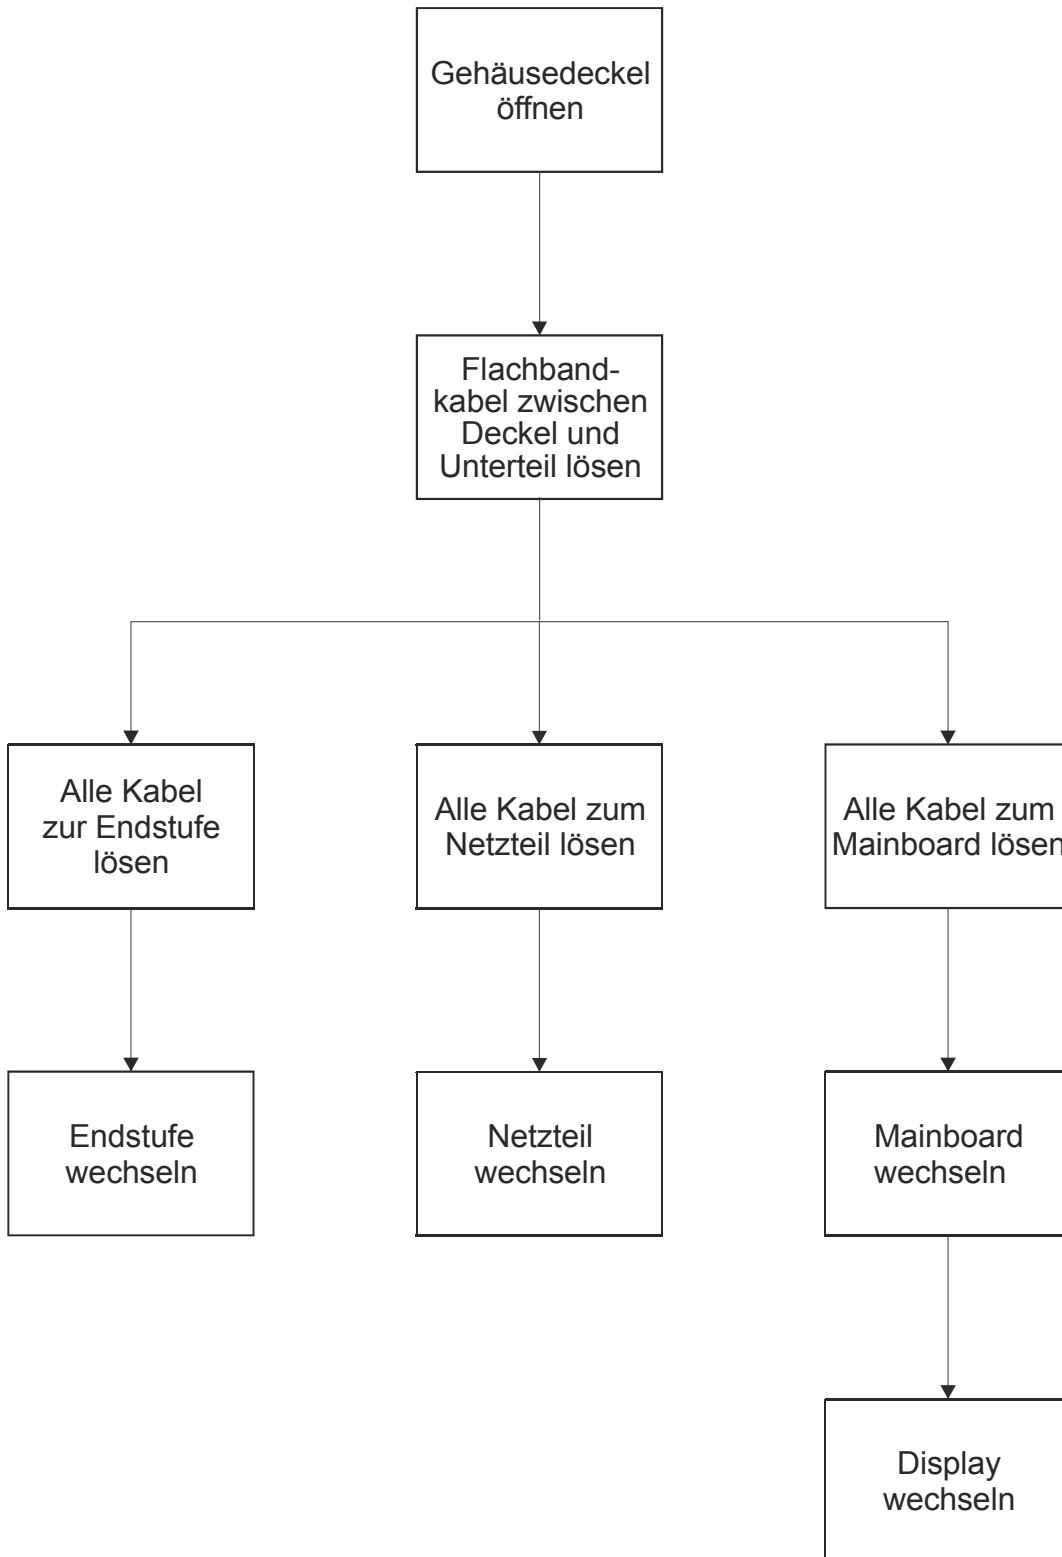 Gehäusedeckel
öffnen
Flachband-
kabel zwischen
Deckel und
Unterteil lösen
Alle Kabel
zur Endstufe
lösen
Alle Kabel zum
Netzteil lösen
Alle Kabel zum
Mainboard lösen
Endstufe
wechseln
Netzteil
wechseln
Mainboard
wechseln
Display
wechseln